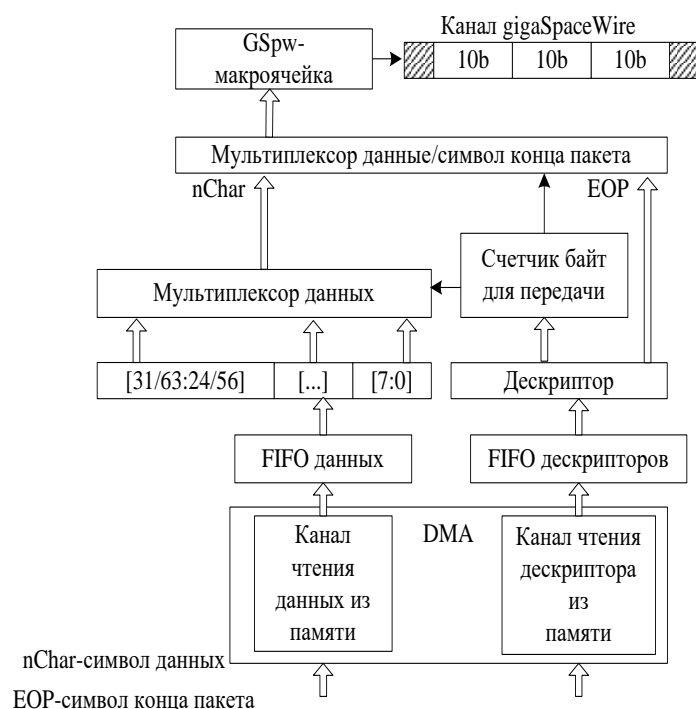 Канал gigaSpaceWire
GSpw-
макроячейка
10b
10b
10b
Мультиплексор данные/символ конца пакета
nChar
EOP
Счетчик байт
для передачи
Мультиплексор данных
[31/63:24/56]
[...]
[7:0]
Дескриптор
FIFO данных
FIFO дескрипторов
DMA
Канал
чтения
данных из
памяти
Канал чтения
дескриптора
из
памяти
nChar-символ данных
EOP-символ конца пакета